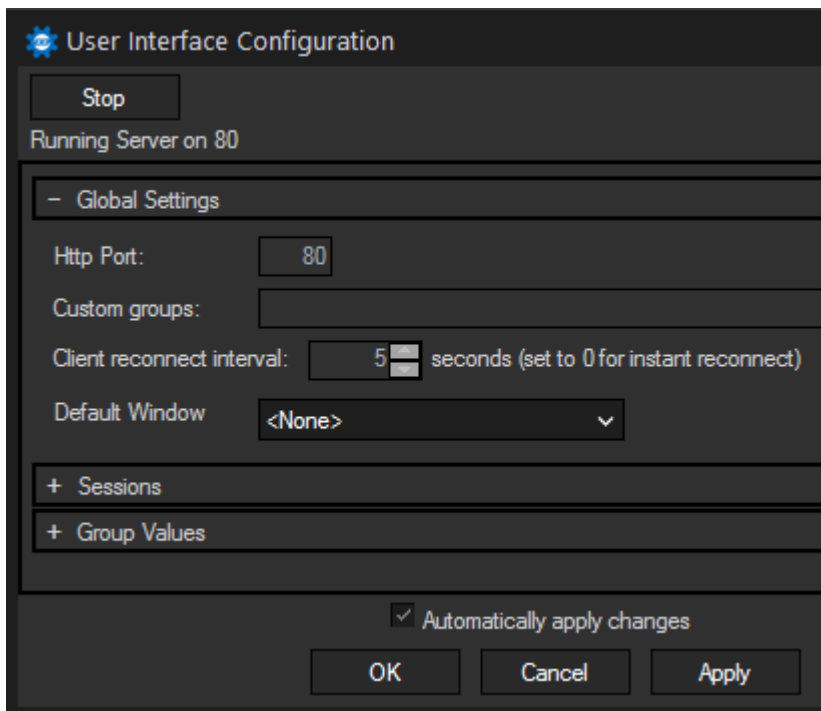 User Interface Configuration
Stop
Running Server on 80
− Global Settings
Http Port: 80
Custom groups:
Client reconnect interval: 5 seconds (set to 0 for instant reconnect)
Default Window <None>
+ Sessions
+ Group Values
Automatically apply changes
OK Cancel Apply